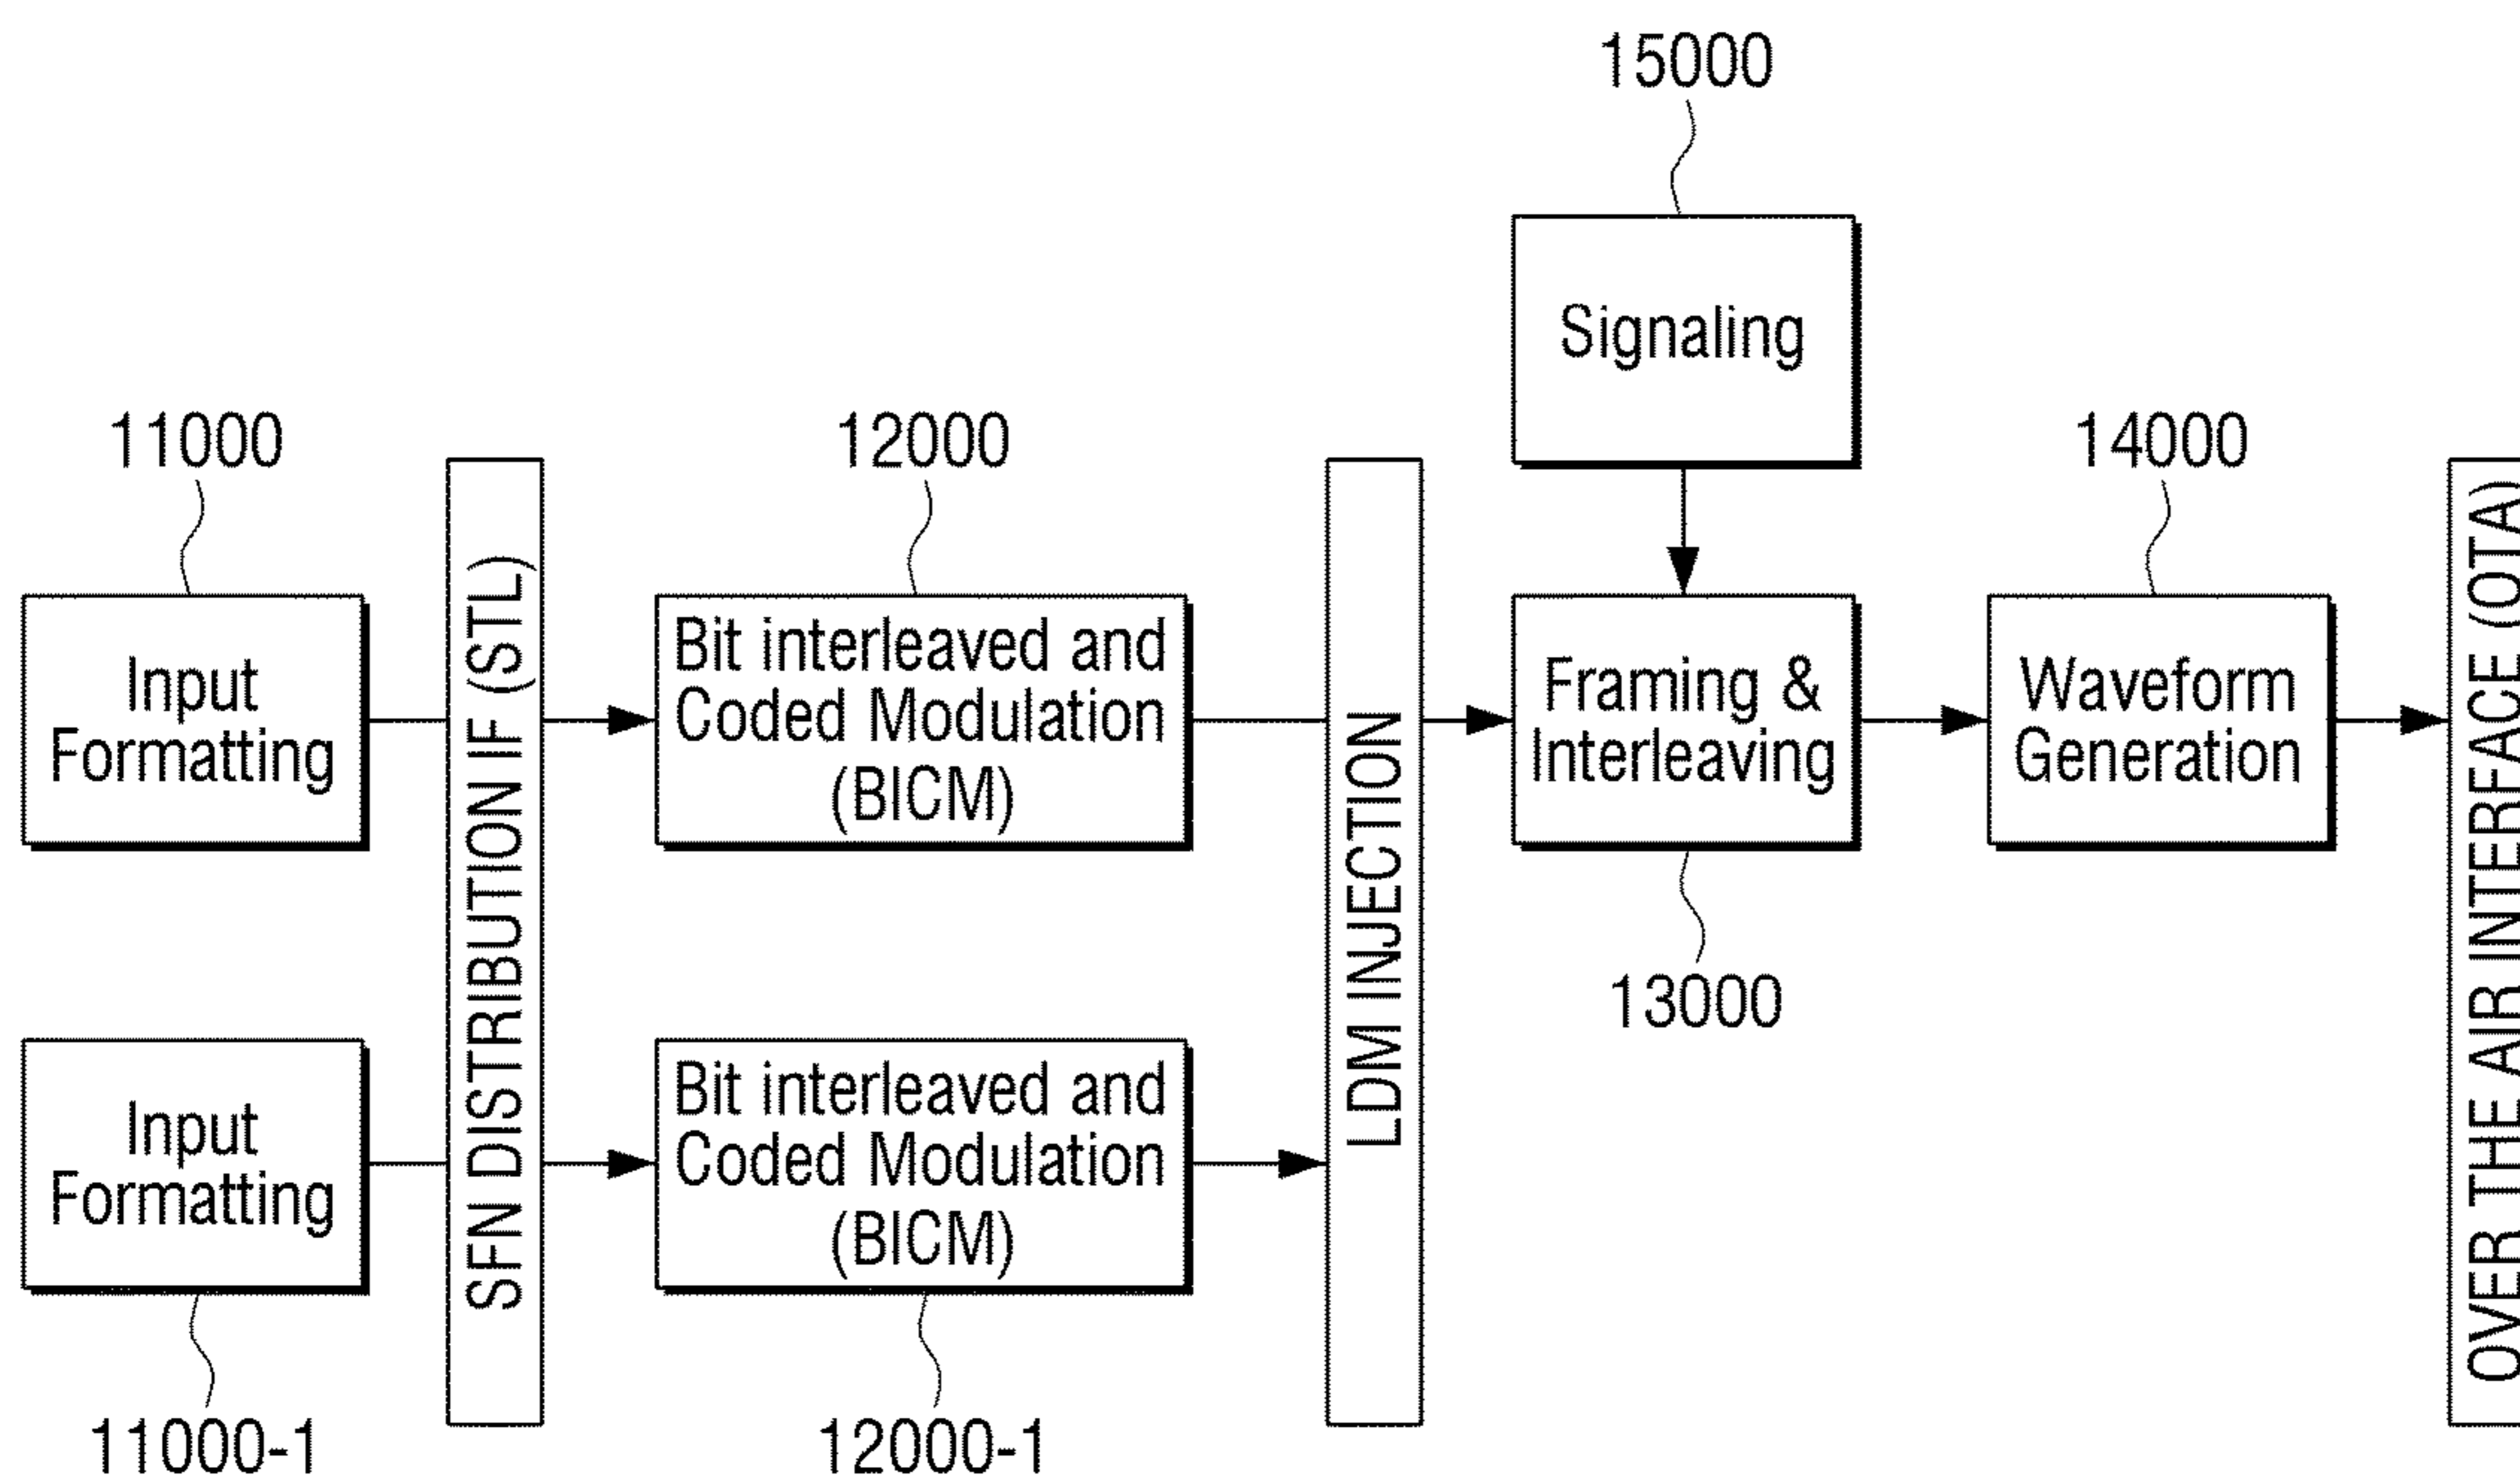 15000
Signaling
11000
12000
14000
Input
Formatting
SFN DISTRIBUTION IF (STL)
Bit interleaved and
Coded Modulation
(BICM)
LDM INJECTION
Framing &
Interleaving
Waveform
Generation
OVER THE AIR INTERFACE (OTA)
13000
Input
Formatting
Bit interleaved and
Coded Modulation
(BICM)
11000-1
12000-1